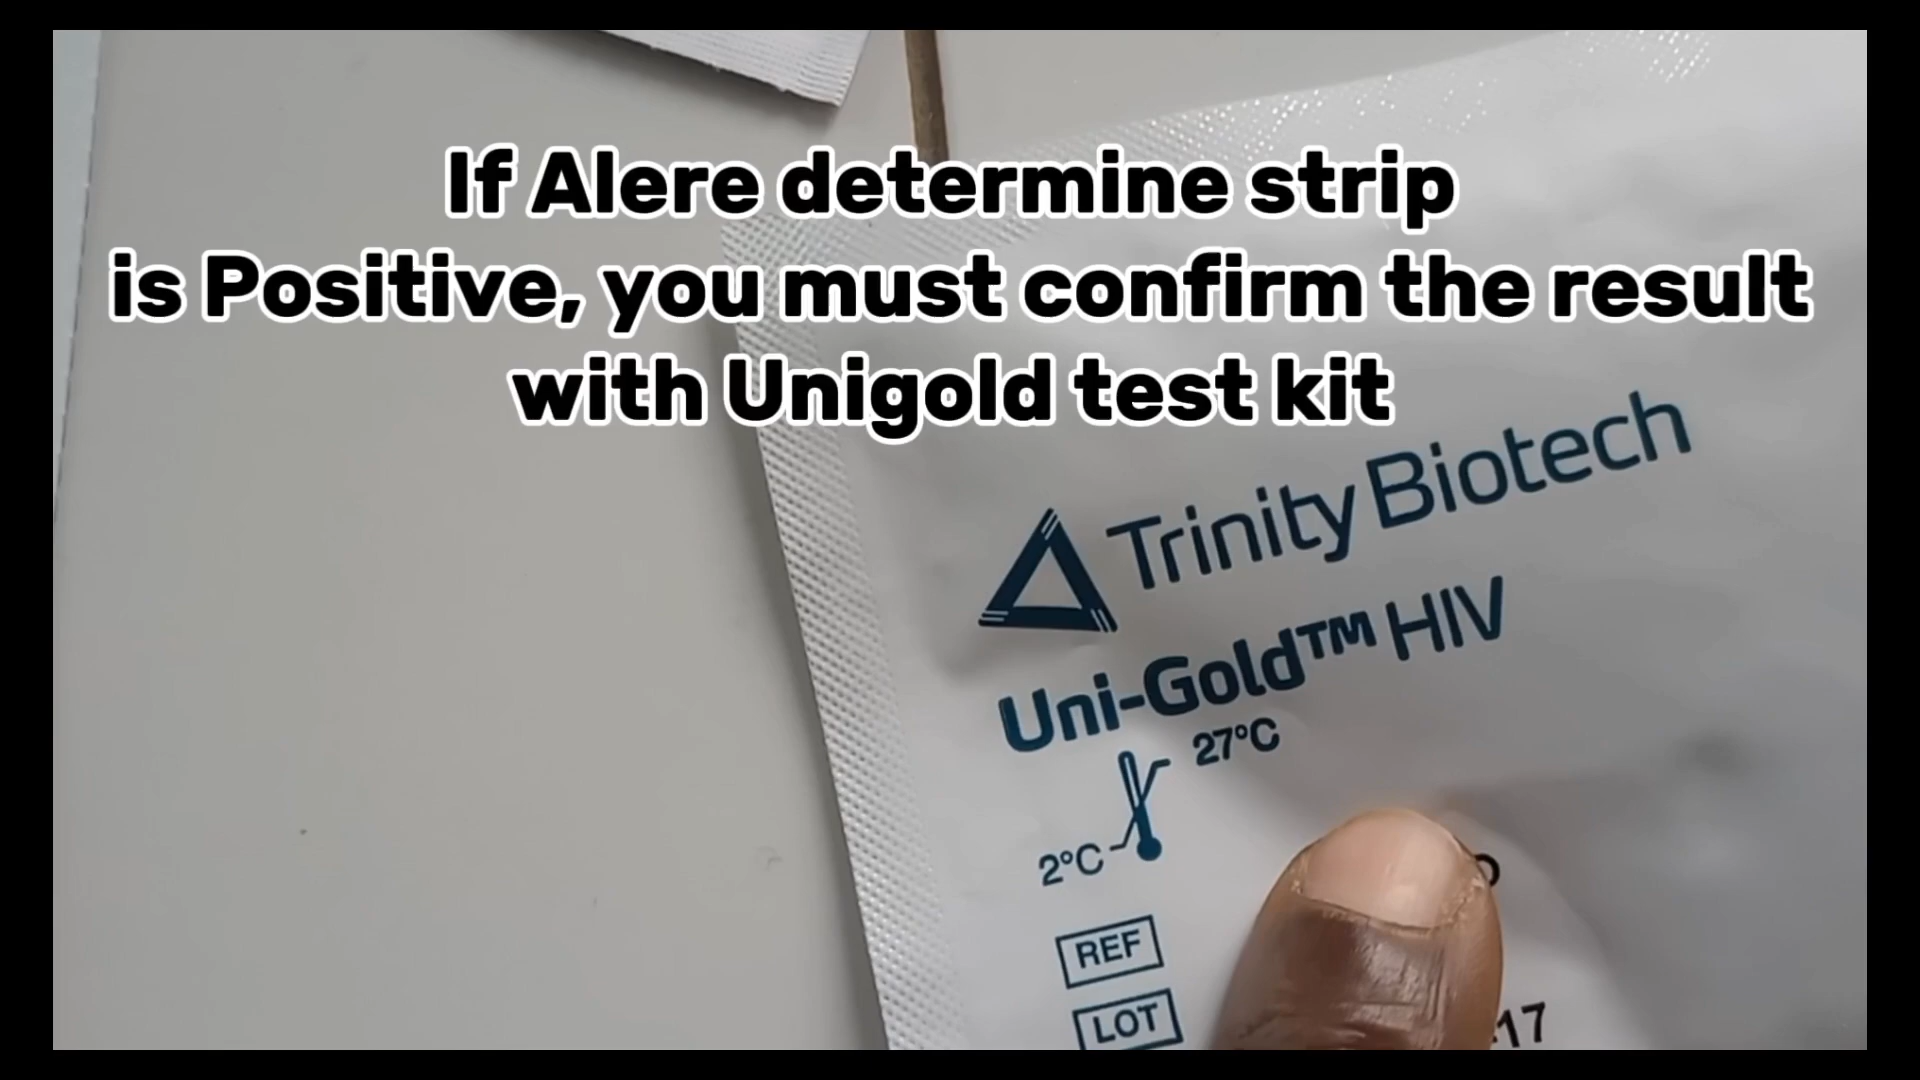 If Alere determine strip
is Positive, you must confirm the result
with Unigold test kit
Trinity Biotech
Uni-Gold™ HIV
27°C
2°C
REF
LOT
17